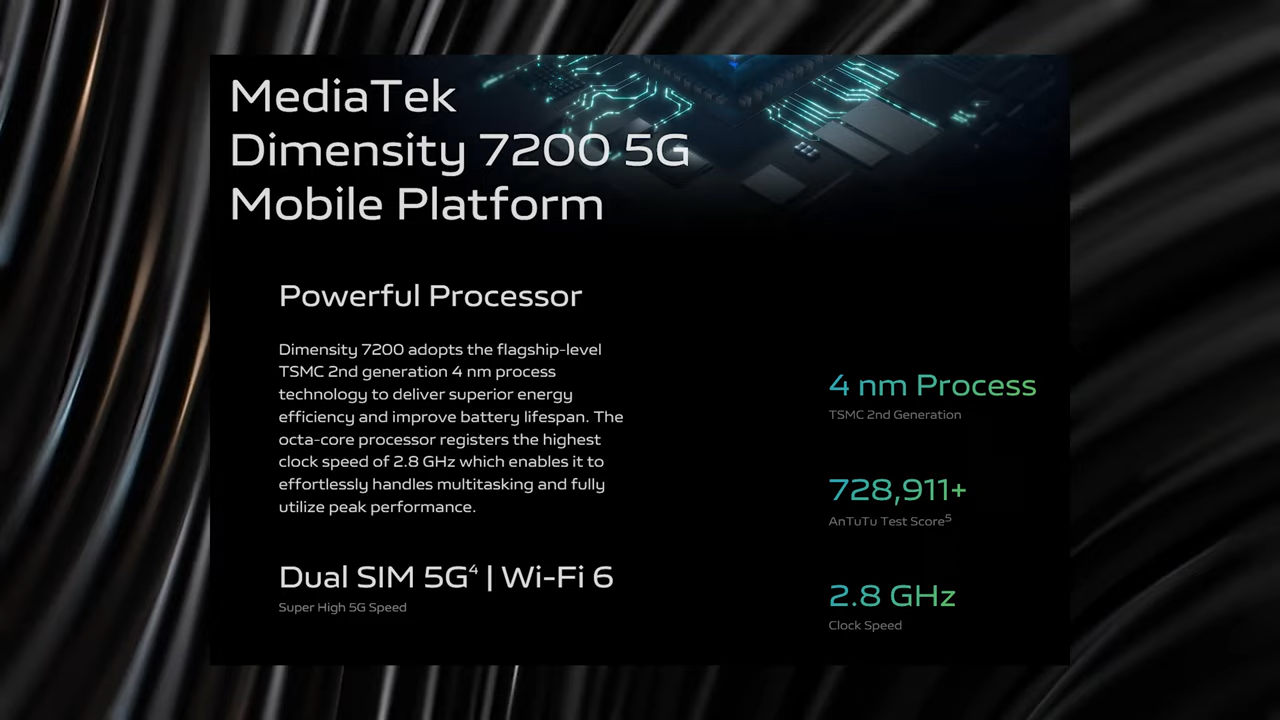 MediaTek
Dimensity 7200 5G
Mobile Platform
Powerful Processor
Dimensity 7200 adopts the flagship-level
TSMC 2nd generation 4 nm process
technology to deliver superior energy
efficiency and improve battery lifespan. The
octa-core processor registers the highest
clock speed of 2.8 GHz which enables it to
effortlessly handles multitasking and fully
utilize peak performance.
Dual SIM 5G⁴ | Wi-Fi 6
Super High 5G Speed
4 nm Process
TSMC 2nd Generation
728,911+
AnTuTu Test Score⁵
2.8 GHz
Clock Speed